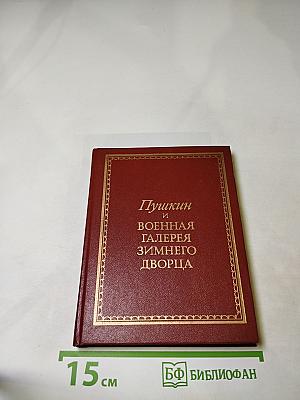 Пушкин
и
ВОЕННАЯ
ГАЛЕРЕЯ
ЗИМНЕГО
ДВОРЦА
15 см
БФ БИБЛИОФАН